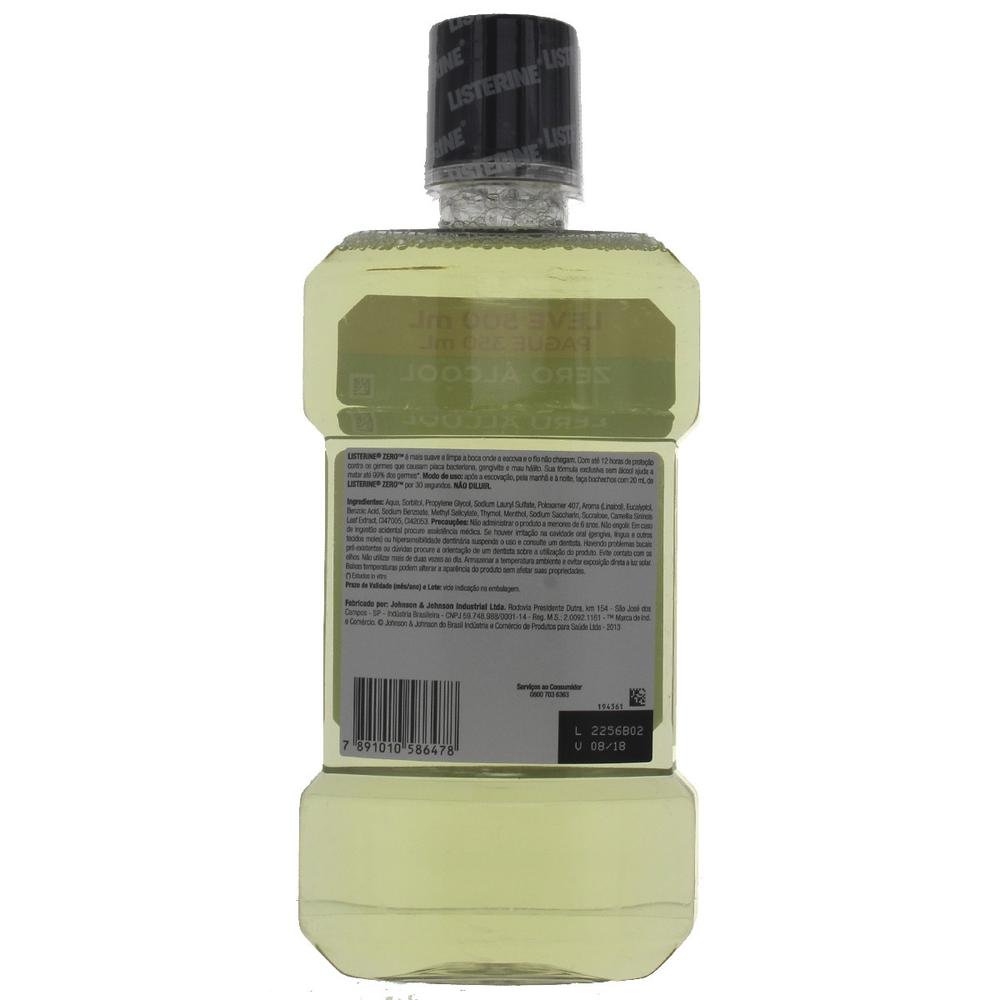 LISTERINE®
LISTERINE
LEVE 500 mL
PAGUE 350 mL
ZERO ÁLCOOL
LISTERINE® ZERO™ é mais suave e limpa a boca onde a escova e o fio não chegam. Com até 12 horas de proteção
contra os germes que causam placa bacteriana, gengivite e mau hálito. Sua fórmula exclusiva sem álcool ajuda a
matar até 99% dos germes*. Modo de uso: após a escovação, pela manhã e à noite, faça bochechos com 20 mL de
LISTERINE® ZERO™ por 30 segundos. NÃO DILUIR.
Ingredientes: Aqua, Sorbitol, Propylene Glycol, Sodium Lauryl Sulfate, Poloxamer 407, Aroma (Linalool), Eucalyptol,
Benzoic Acid, Sodium Benzoate, Methyl Salicylate, Thymol, Menthol, Sodium Saccharin, Sucralose, Camellia Sinensis
Leaf Extract, CI47005, CI42053. Precauções: Não administrar o produto a menores de 6 anos. Não engolir. Em caso
de ingestão acidental procure assistência médica. Se houver irritação na cavidade oral (gengiva, língua e outros
tecidos moles) ou hipersensibilidade dentinária suspenda o uso e consulte um dentista. Havendo problemas bucais
pré-existentes ou dúvidas procure a orientação de um dentista sobre a utilização do produto. Evite contato com os
olhos. Não utilizar mais de duas vezes ao dia. Armazenar a temperatura ambiente e evitar exposição direta à luz solar.
Baixas temperaturas podem alterar a aparência do produto sem afetar suas propriedades.
(*) Estudos in vitro
Prazo de Validade (mês/ano) e Lote: vide indicação na embalagem.
Fabricado por: Johnson & Johnson Industrial Ltda. Rodovia Presidente Dutra, km 154 - São José dos
Campos - SP - Indústria Brasileira - CNPJ 59.748.988/0001-14 - Reg. M.S.: 2.0092.1161 - ™ Marca de Ind.
e Comércio. © Johnson & Johnson do Brasil Indústria e Comércio de Produtos para Saúde Ltda - 2013
Serviços ao Consumidor
0800 703 6363
194361
L 2256B02
V 08/18
7 891010 586478